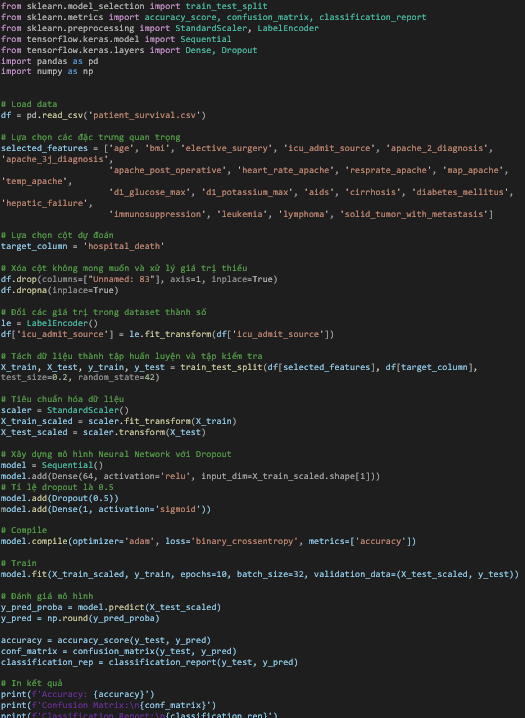 from sklearn.model_selection import train_test_split
from sklearn.metrics import accuracy_score, confusion_matrix, classification_report
from sklearn.preprocessing import StandardScaler, LabelEncoder
from tensorflow.keras.model import Sequential
from tensorflow.keras.layers import Dense, Dropout
import pandas as pd
import numpy as np
# Load data
df = pd.read_csv('patient_survival.csv')
# Lựa chọn các đặc trưng quan trọng
selected_features = ['age', 'bmi', 'elective_surgery', 'icu_admit_source', 'apache_2_diagnosis',
'apache_3j_diagnosis',
'apache_post_operative', 'heart_rate_apache', 'resprate_apache', 'map_apache',
'temp_apache',
'd1_glucose_max', 'd1_potassium_max', 'aids', 'cirrhosis', 'diabetes_mellitus',
'hepatic_failure',
'immunosuppression', 'leukemia', 'lymphoma', 'solid_tumor_with_metastasis']
# Lựa chọn cột dự đoán
target_column = 'hospital_death'
# Xóa cột không mong muốn và xử lý giá trị thiếu
df.drop(columns=["Unnamed: 83"], axis=1, inplace=True)
df.dropna(inplace=True)
# Đổi các giá trị trong dataset thành số
le = LabelEncoder()
df['icu_admit_source'] = le.fit_transform(df['icu_admit_source'])
# Tách dữ liệu thành tập huấn luyện và tập kiểm tra
X_train, X_test, y_train, y_test = train_test_split(df[selected_features], df[target_column],
test_size=0.2, random_state=42)
# Tiêu chuẩn hóa dữ liệu
scaler = StandardScaler()
X_train_scaled = scaler.fit_transform(X_train)
X_test_scaled = scaler.transform(X_test)
# Xây dựng mô hình Neural Network với Dropout
model = Sequential()
model.add(Dense(64, activation='relu', input_dim=X_train_scaled.shape[1]))
# Tỉ lệ dropout là 0.5
model.add(Dropout(0.5))
model.add(Dense(1, activation='sigmoid'))
# Compile
model.compile(optimizer='adam', loss='binary_crossentropy', metrics=['accuracy'])
# Train
model.fit(X_train_scaled, y_train, epochs=10, batch_size=32, validation_data=(X_test_scaled, y_test))
# Đánh giá mô hình
y_pred_proba = model.predict(X_test_scaled)
y_pred = np.round(y_pred_proba)
accuracy = accuracy_score(y_test, y_pred)
conf_matrix = confusion_matrix(y_test, y_pred)
classification_rep = classification_report(y_test, y_pred)
# In kết quả
print(f'Accuracy: {accuracy}')
print(f'Confusion Matrix:\n{conf_matrix}')
print(f'Classification Report:\n{classification_rep}')